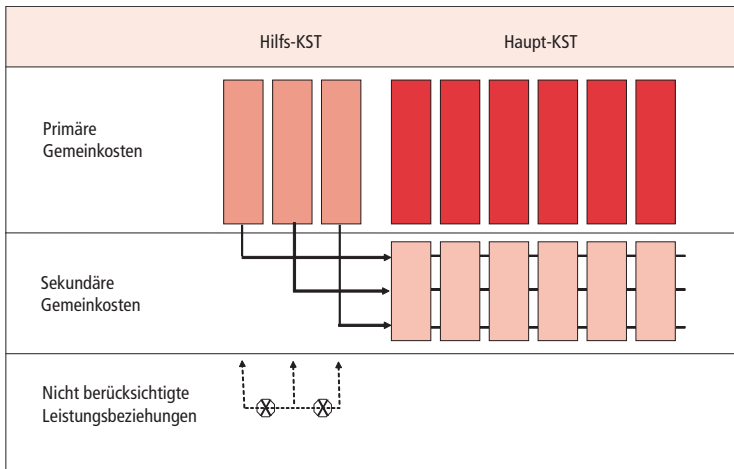 Hilfs-KST
Haupt-KST
Primäre
Gemeinkosten
Sekundäre
Gemeinkosten
Nicht berücksichtigte
Leistungsbeziehungen